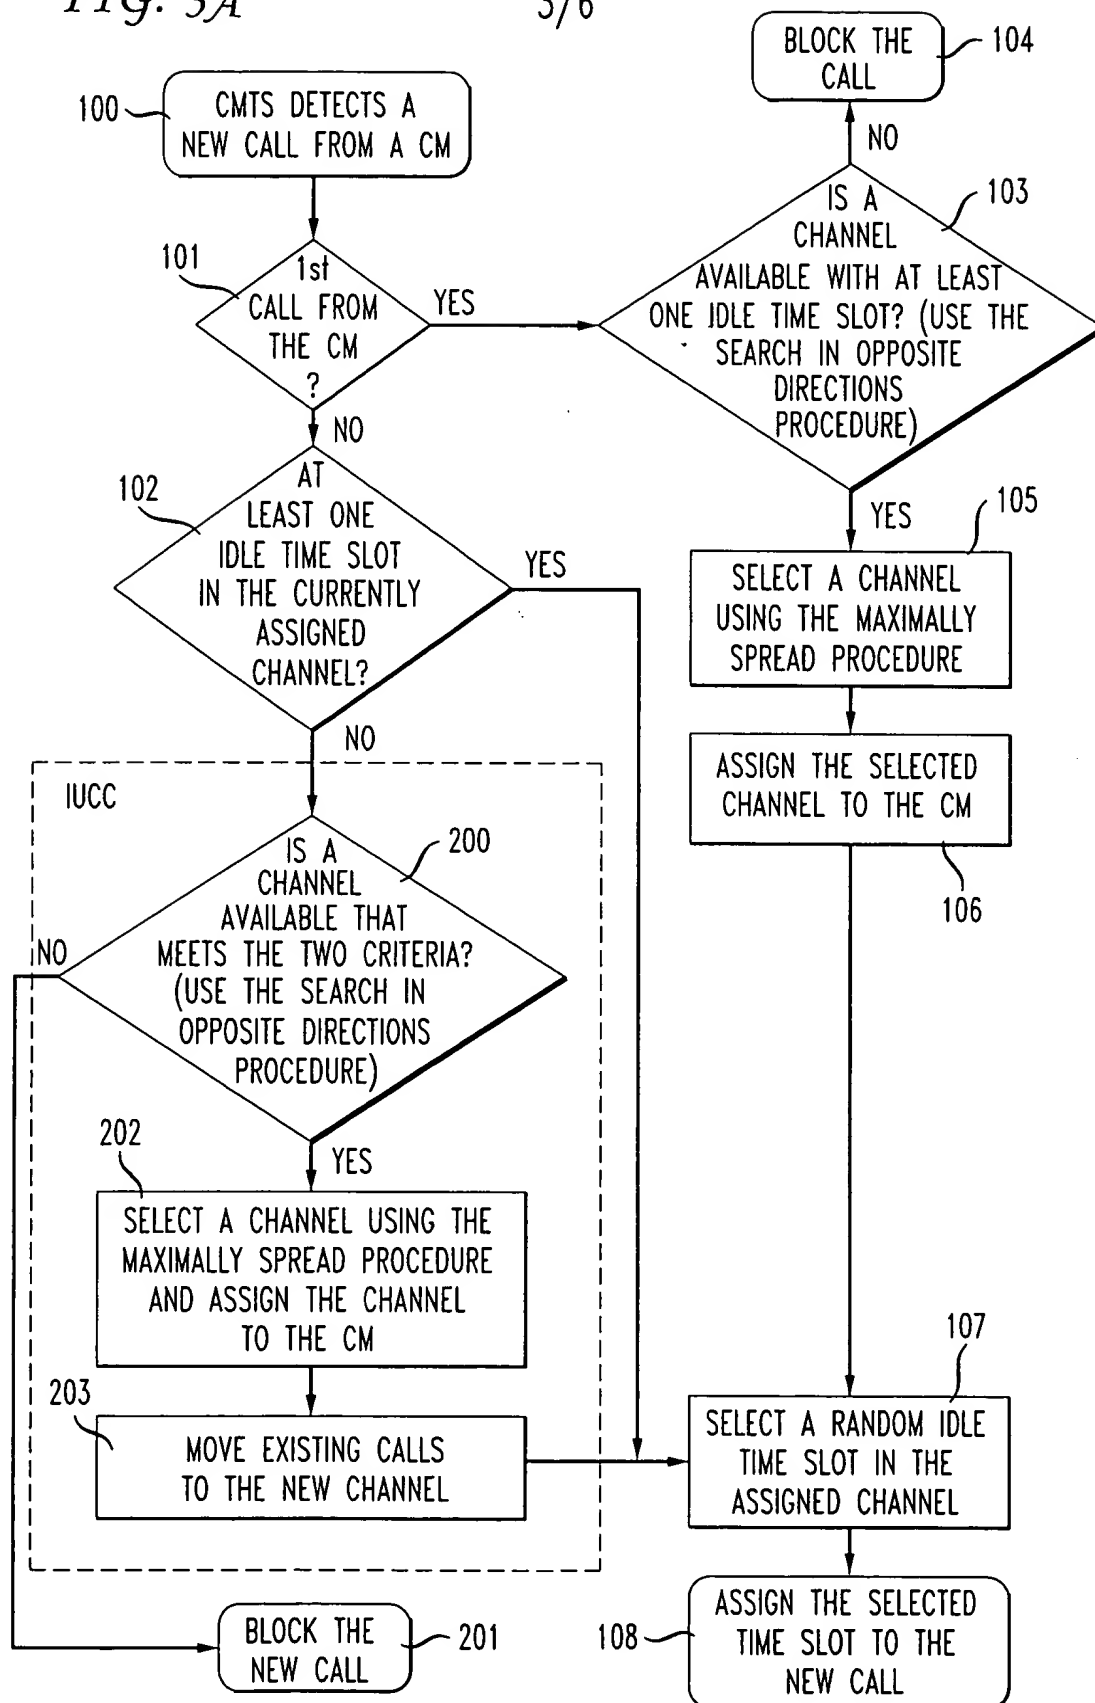 FIG. 5A
5/6
100
CMTS DETECTS A
NEW CALL FROM A CM
101
1st
CALL FROM
THE CM
?
YES
NO
102
AT
LEAST ONE
IDLE TIME SLOT
IN THE CURRENTLY
ASSIGNED
CHANNEL?
YES
NO
IUCC
200
IS A
CHANNEL
AVAILABLE THAT
MEETS THE TWO CRITERIA?
(USE THE SEARCH IN
OPPOSITE DIRECTIONS
PROCEDURE)
NO
YES
202
SELECT A CHANNEL USING THE
MAXIMALLY SPREAD PROCEDURE
AND ASSIGN THE CHANNEL
TO THE CM
203
MOVE EXISTING CALLS
TO THE NEW CHANNEL
BLOCK THE
NEW CALL
201
BLOCK THE
CALL
104
NO
103
IS A
CHANNEL
AVAILABLE WITH AT LEAST
ONE IDLE TIME SLOT? (USE THE
SEARCH IN OPPOSITE
DIRECTIONS
PROCEDURE)
YES
105
SELECT A CHANNEL
USING THE MAXIMALLY
SPREAD PROCEDURE
ASSIGN THE SELECTED
CHANNEL TO THE CM
106
107
SELECT A RANDOM IDLE
TIME SLOT IN THE
ASSIGNED CHANNEL
108
ASSIGN THE SELECTED
TIME SLOT TO THE
NEW CALL